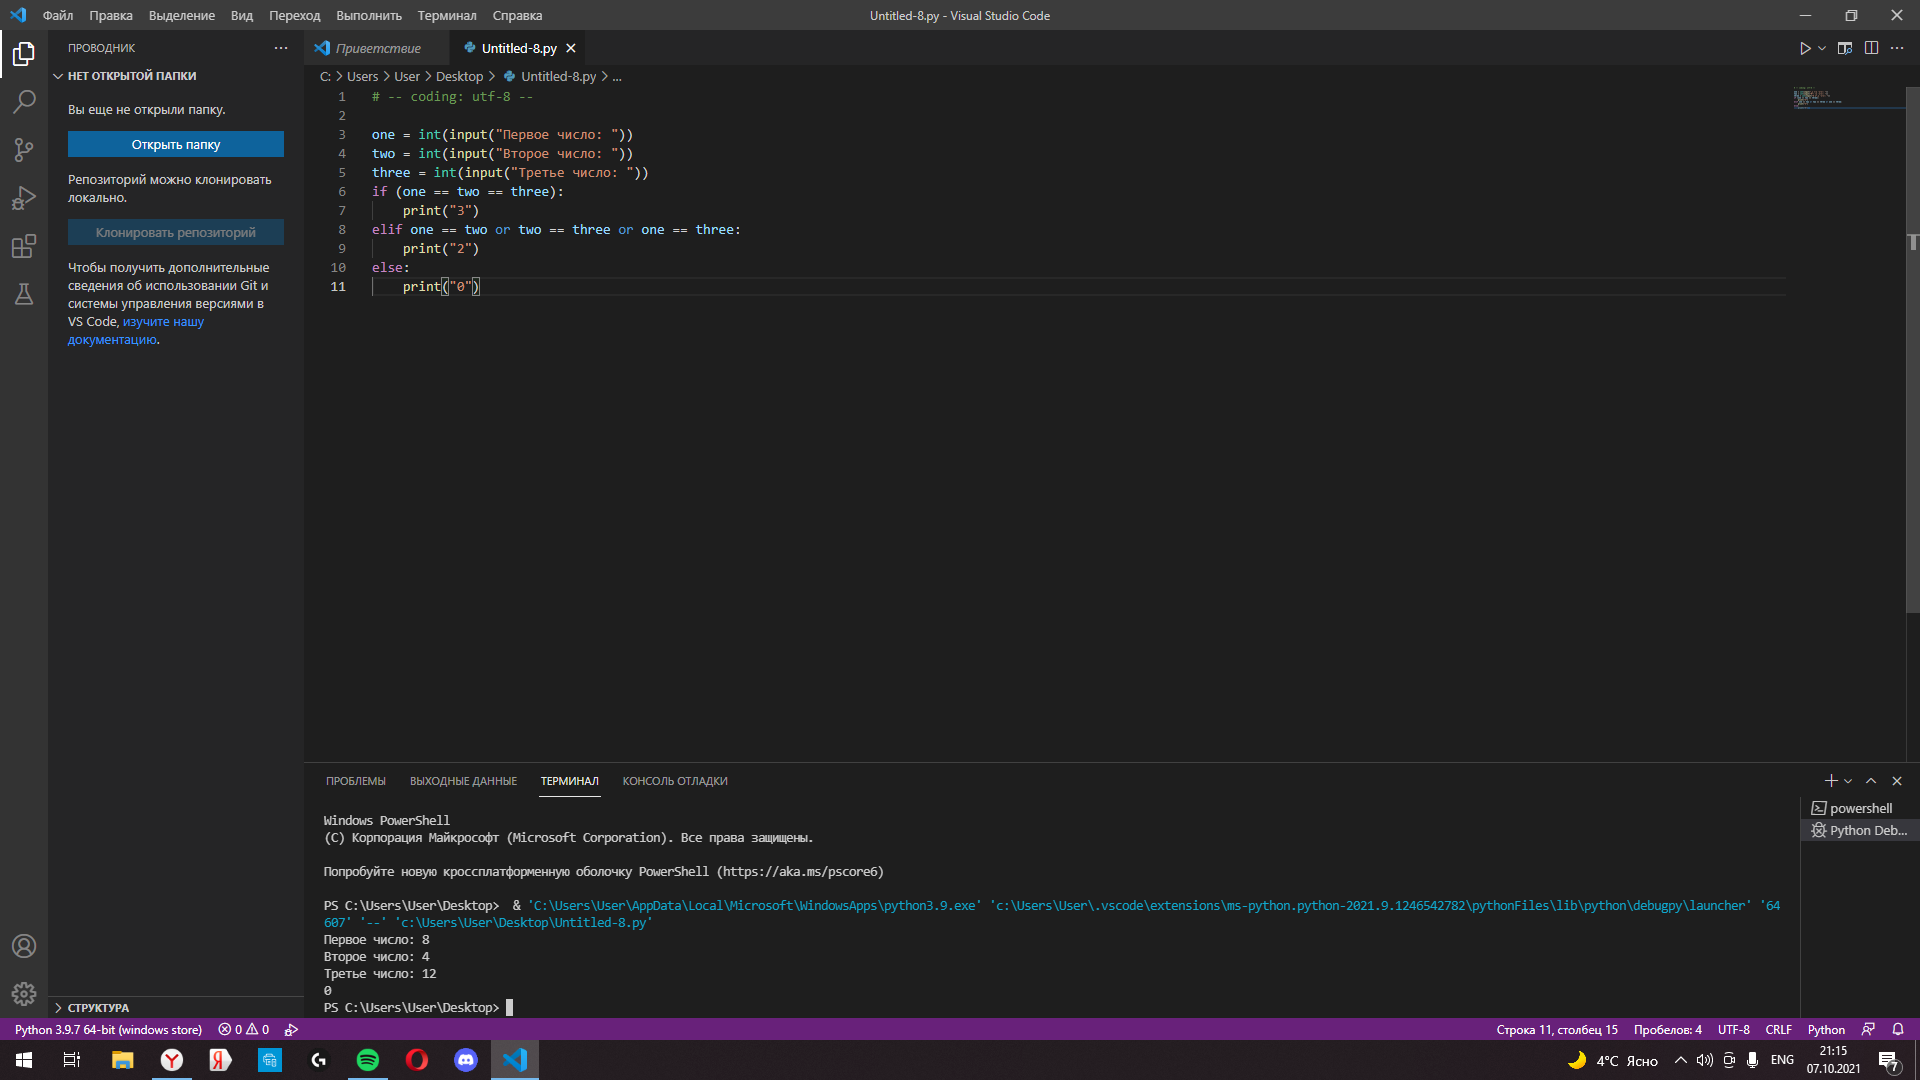 Файл Правка Выделение Вид Переход Выполнить Терминал Справка
Untitled-8.py - Visual Studio Code
ПРОВОДНИК
НЕТ ОТКРЫТОЙ ПАПКИ
Вы еще не открыли папку.
Открыть папку
Репозиторий можно клонировать
локально.
Клонировать репозиторий
Чтобы получить дополнительные
сведения об использовании Git и
системы управления версиями в
VS Code, изучите нашу
документацию.
СТРУКТУРА
Приветствие
Untitled-8.py
C: > Users > User > Desktop > Untitled-8.py > ...
1 # -- coding: utf-8 --
2
3 one = int(input("Первое число: "))
4 two = int(input("Второе число: "))
5 three = int(input("Третье число: "))
6 if (one == two == three):
7     print("3")
8 elif one == two or two == three or one == three:
9     print("2")
10 else:
11     print("0")
ПРОБЛЕМЫ ВЫХОДНЫЕ ДАННЫЕ ТЕРМИНАЛ КОНСОЛЬ ОТЛАДКИ
powershell
Python Deb...
Windows PowerShell
(C) Корпорация Майкрософт (Microsoft Corporation). Все права защищены.
Попробуйте новую кроссплатформенную оболочку PowerShell (https://aka.ms/pscore6)
PS C:\Users\User\Desktop>  & 'C:\Users\User\AppData\Local\Microsoft\WindowsApps\python3.9.exe' 'c:\Users\User\.vscode\extensions\ms-python.python-2021.9.1246542782\pythonFiles\lib\python\debugpy\launcher' '64
607' '--' 'c:\Users\User\Desktop\Untitled-8.py'
Первое число: 8
Второе число: 4
Третье число: 12
0
PS C:\Users\User\Desktop>
Python 3.9.7 64-bit (windows store) 0 0
Строка 11, столбец 15 Пробелов: 4 UTF-8 CRLF Python
4°C Ясно ENG
21:15
07.10.2021
7